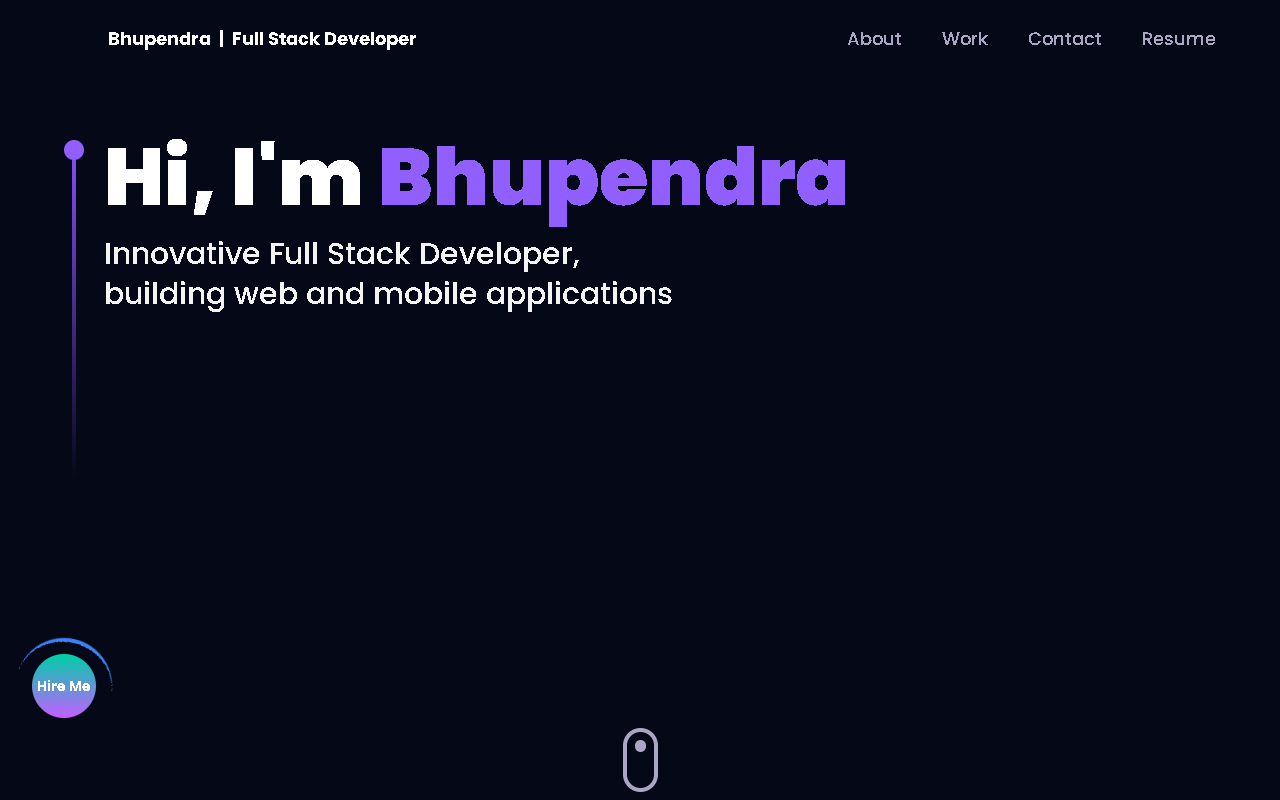 Bhupendra | Full Stack Developer
About
Work
Contact
Resume
Hi, I'm Bhupendra
Innovative Full Stack Developer,
building web and mobile applications
Hire Me